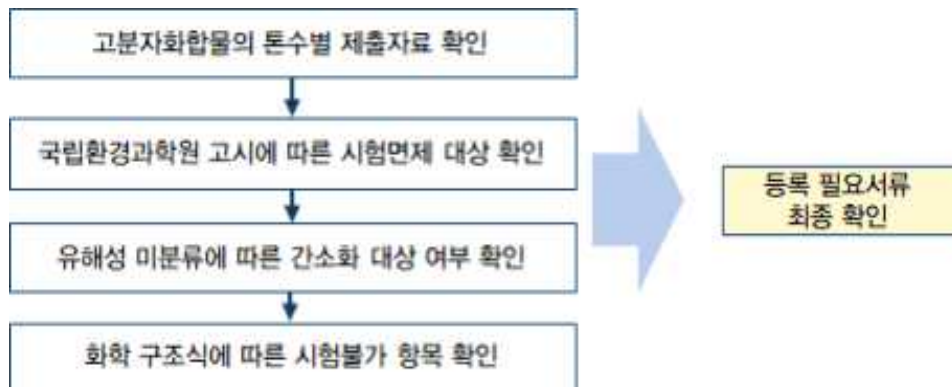 고분자화합물의 톤수별 제출자료 확인
국립환경과학원 고시에 따른 시험면제 대상 확인
유해성 미분류에 따른 간소화 대상 여부 확인
화학 구조식에 따른 시험불가 항목 확인
등록 필요서류
최종 확인